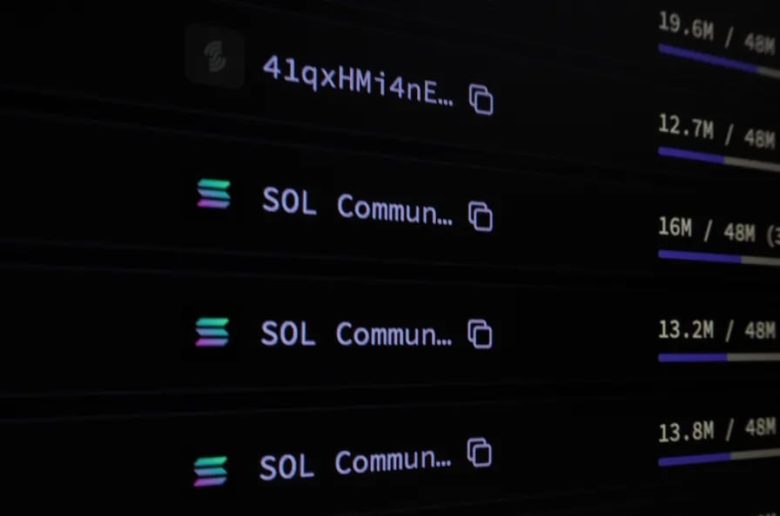 41qxHMi4nE… 19.6M / 48M
SOL Commun… 12.7M / 48M
SOL Commun… 16M / 48M (3
SOL Commun… 13.2M / 48M
13.8M / 48M